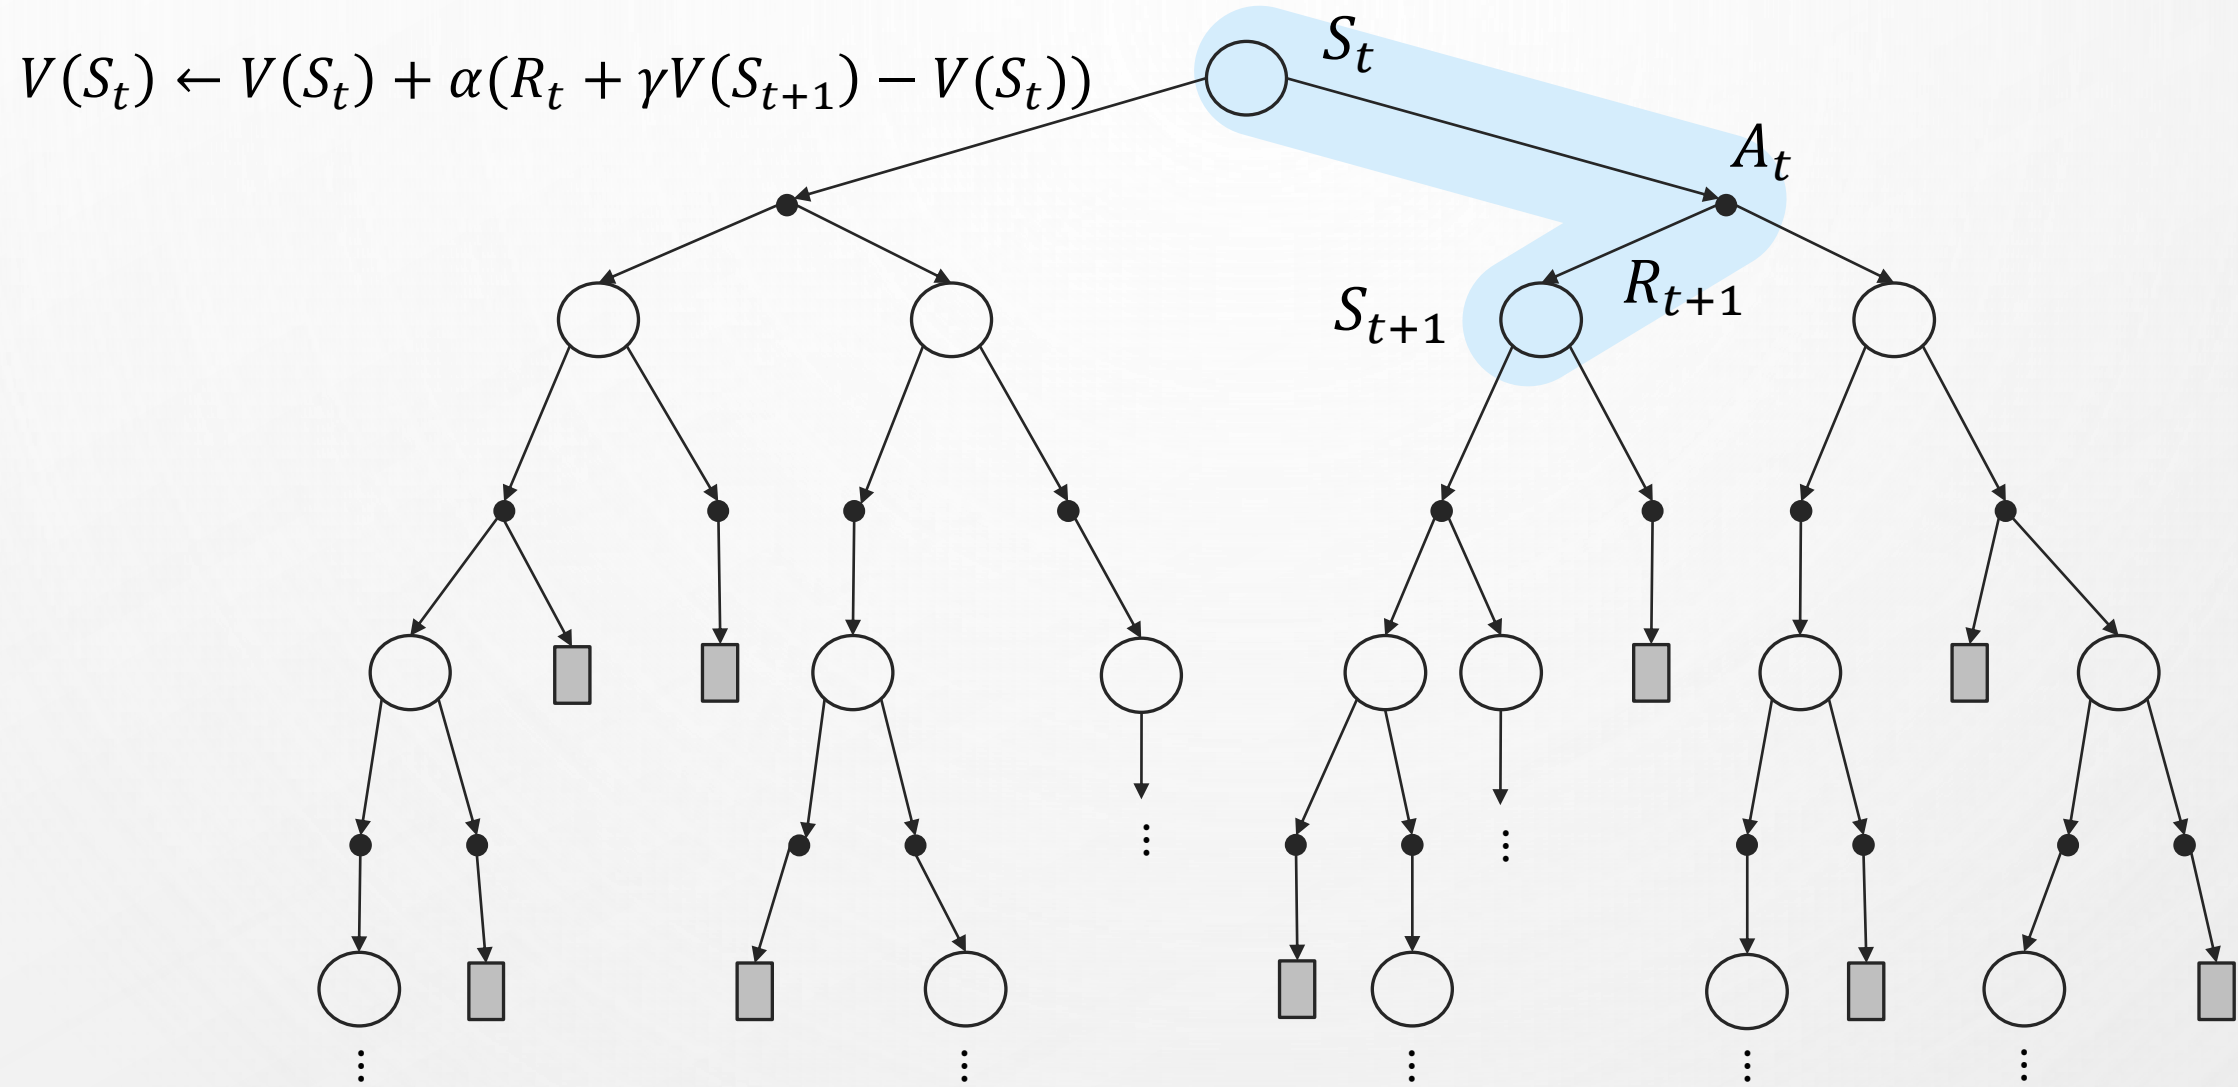 V(S_t) ← V(S_t) + α(R_t + γV(S_{t+1}) − V(S_t))
S_t
A_t
S_{t+1}
R_{t+1}